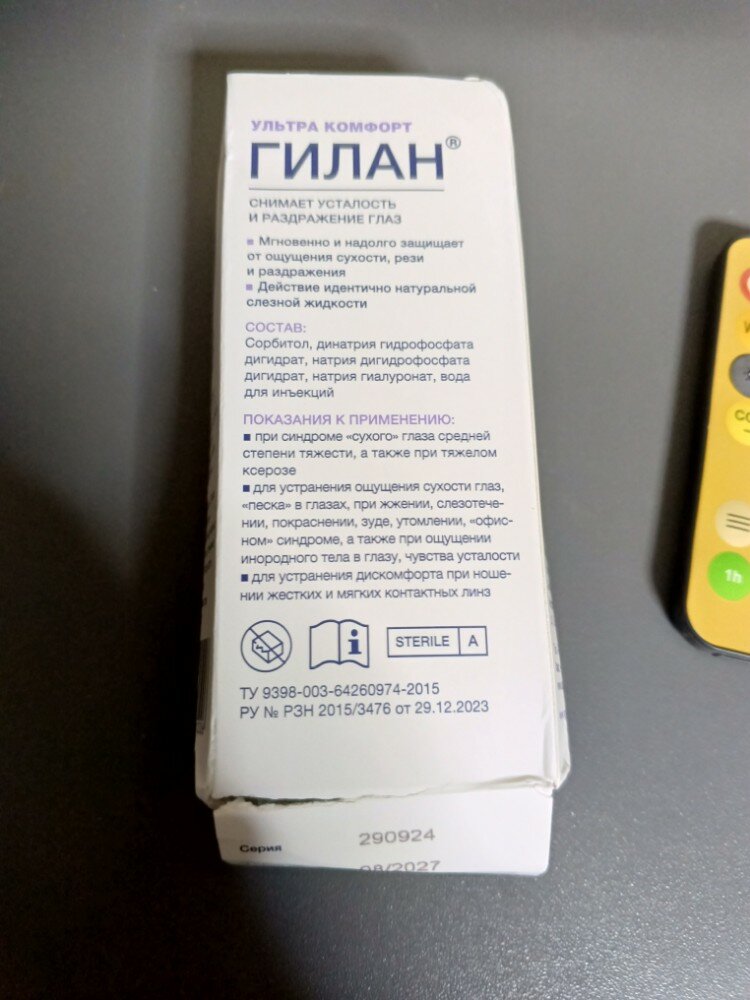 УЛЬТРА КОМФОРТ
ГИЛАН®
СНИМАЕТ УСТАЛОСТЬ
И РАЗДРАЖЕНИЕ ГЛАЗ
■ Мгновенно и надолго защищает
от ощущения сухости, рези
и раздражения
■ Действие идентично натуральной
слезной жидкости
СОСТАВ:
Сорбитол, динатрия гидрофосфата
дигидрат, натрия дигидрофосфата
дигидрат, натрия гиалуронат, вода
для инъекций
ПОКАЗАНИЯ К ПРИМЕНЕНИЮ:
■ при синдроме «сухого» глаза средней
степени тяжести, а также при тяжелом
ксерозе
■ для устранения ощущения сухости глаз,
«песка» в глазах, при жжении, слезотече-
нии, покраснении, зуде, утомлении, «офис-
ном» синдроме, а также при ощущении
инородного тела в глазу, чувства усталости
■ для устранения дискомфорта при ноше-
нии жестких и мягких контактных линз
STERILE A
ТУ 9398-003-64260974-2015
РУ № РЗН 2015/3476 от 29.12.2023
Серия 290924
08/2027
1h